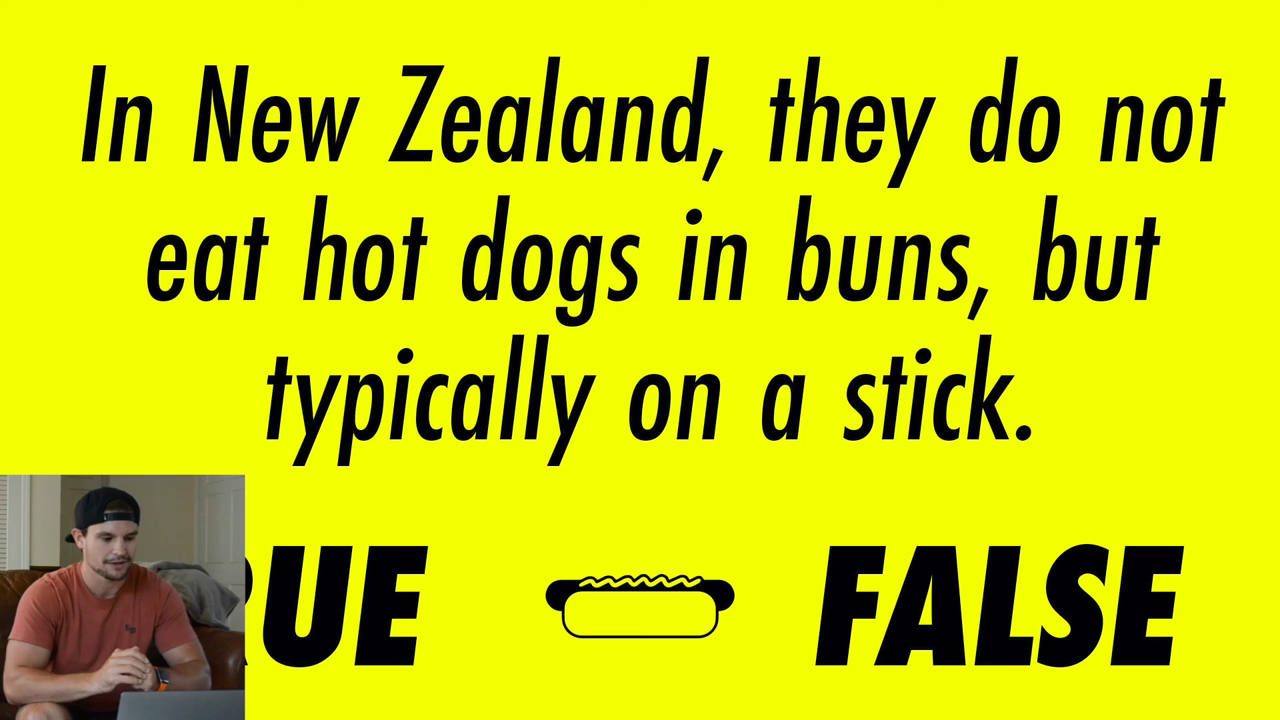 In New Zealand, they do not
eat hot dogs in buns, but
typically on a stick.
RUE FALSE